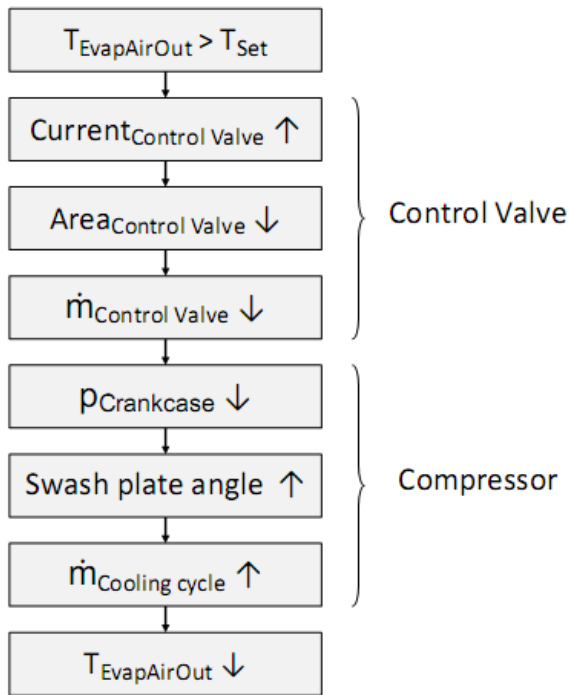 T_EvapAirOut > T_Set
Current_Control Valve ↑
Area_Control Valve ↓
Control Valve
ṁ_Control Valve ↓
p_Crankcase ↓
Swash plate angle ↑
Compressor
ṁ_Cooling cycle ↑
T_EvapAirOut ↓